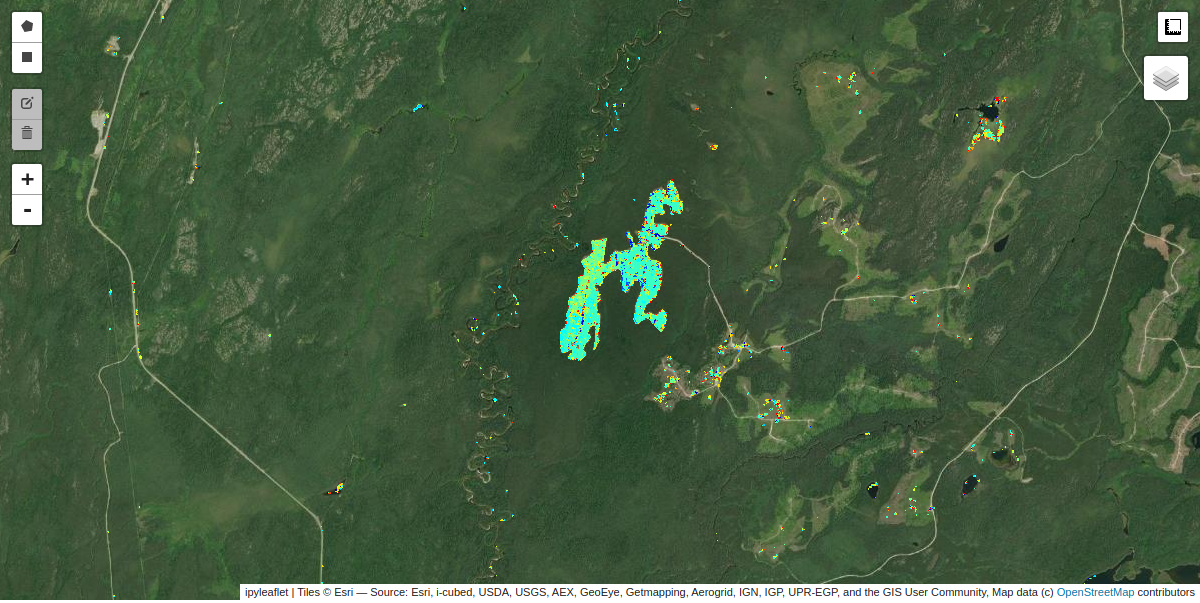 +
-
ipyleaflet | Tiles © Esri — Source: Esri, i-cubed, USDA, USGS, AEX, GeoEye, Getmapping, Aerogrid, IGN, IGP, UPR-EGP, and the GIS User Community, Map data (c) OpenStreetMap contributors